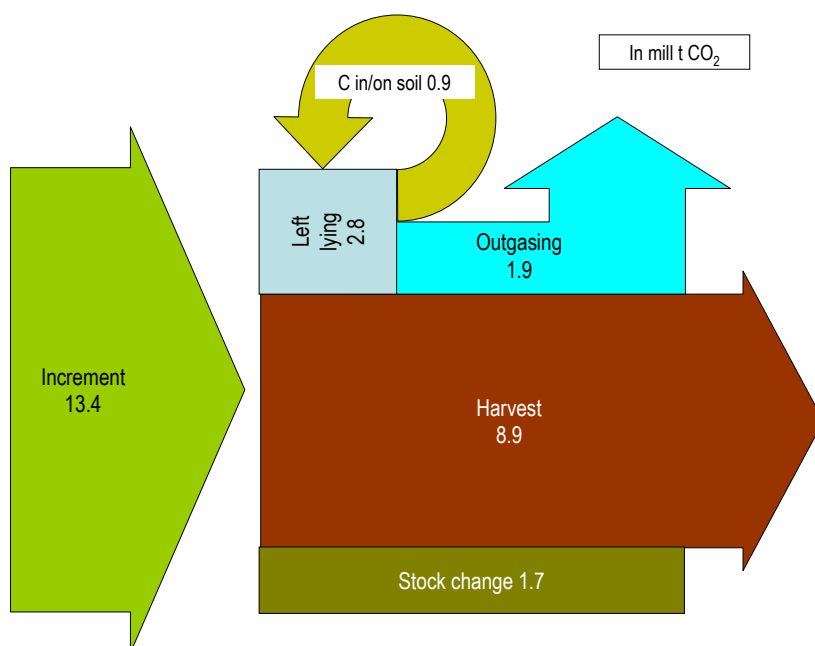 In mill t CO₂
C in/on soil 0.9
Left
lying
2.8
Outgasing
1.9
Increment
13.4
Harvest
8.9
Stock change 1.7